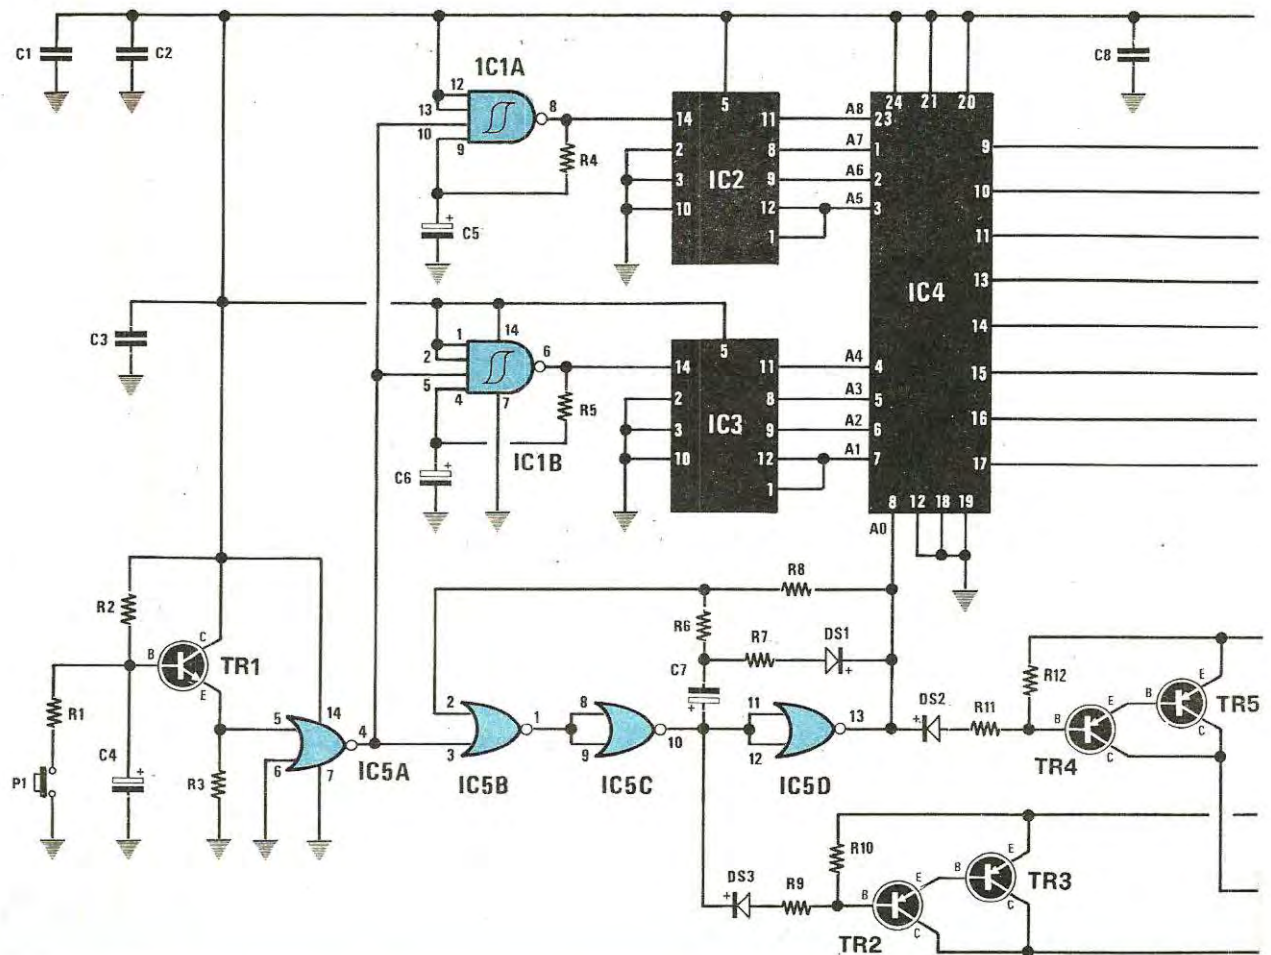 C1
C2
1C1A
C8
12
13
10
9
8
R4
C5
14
2
3
10
5
IC2
11
8
9
12
1
A8
A7
A6
A5
24
21
20
23
1
2
3
9
10
11
13
14
15
16
17
IC4
C3
1
2
5
4
14
6
7
R5
IC1B
C6
14
2
3
10
5
IC3
11
8
9
12
1
A4
A3
A2
A1
4
5
6
7
8
12
18
19
A0
R2
B
C
E
TR1
R1
P1
C4
R3
5
6
14
4
7
IC5A
R8
R6
R7
DS1
+
C7
+
2
3
1
IC5B
8
9
10
IC5C
11
12
13
IC5D
DS2
+
R11
R12
B
E
C
TR4
B
E
C
TR5
DS3
+
R9
R10
B
E
C
TR2
B
E
C
TR3